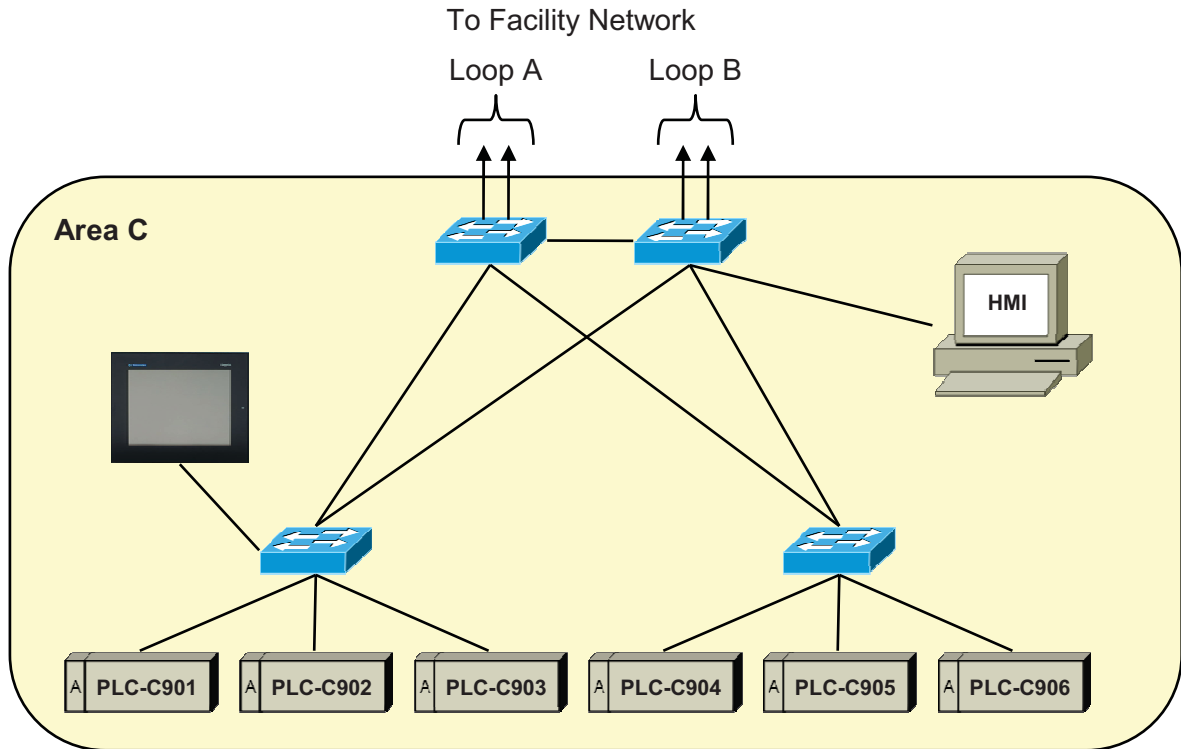 To Facility Network
Loop A
Loop B
Area C
HMI
A PLC-C901
A PLC-C902
A PLC-C903
A PLC-C904
A PLC-C905
A PLC-C906